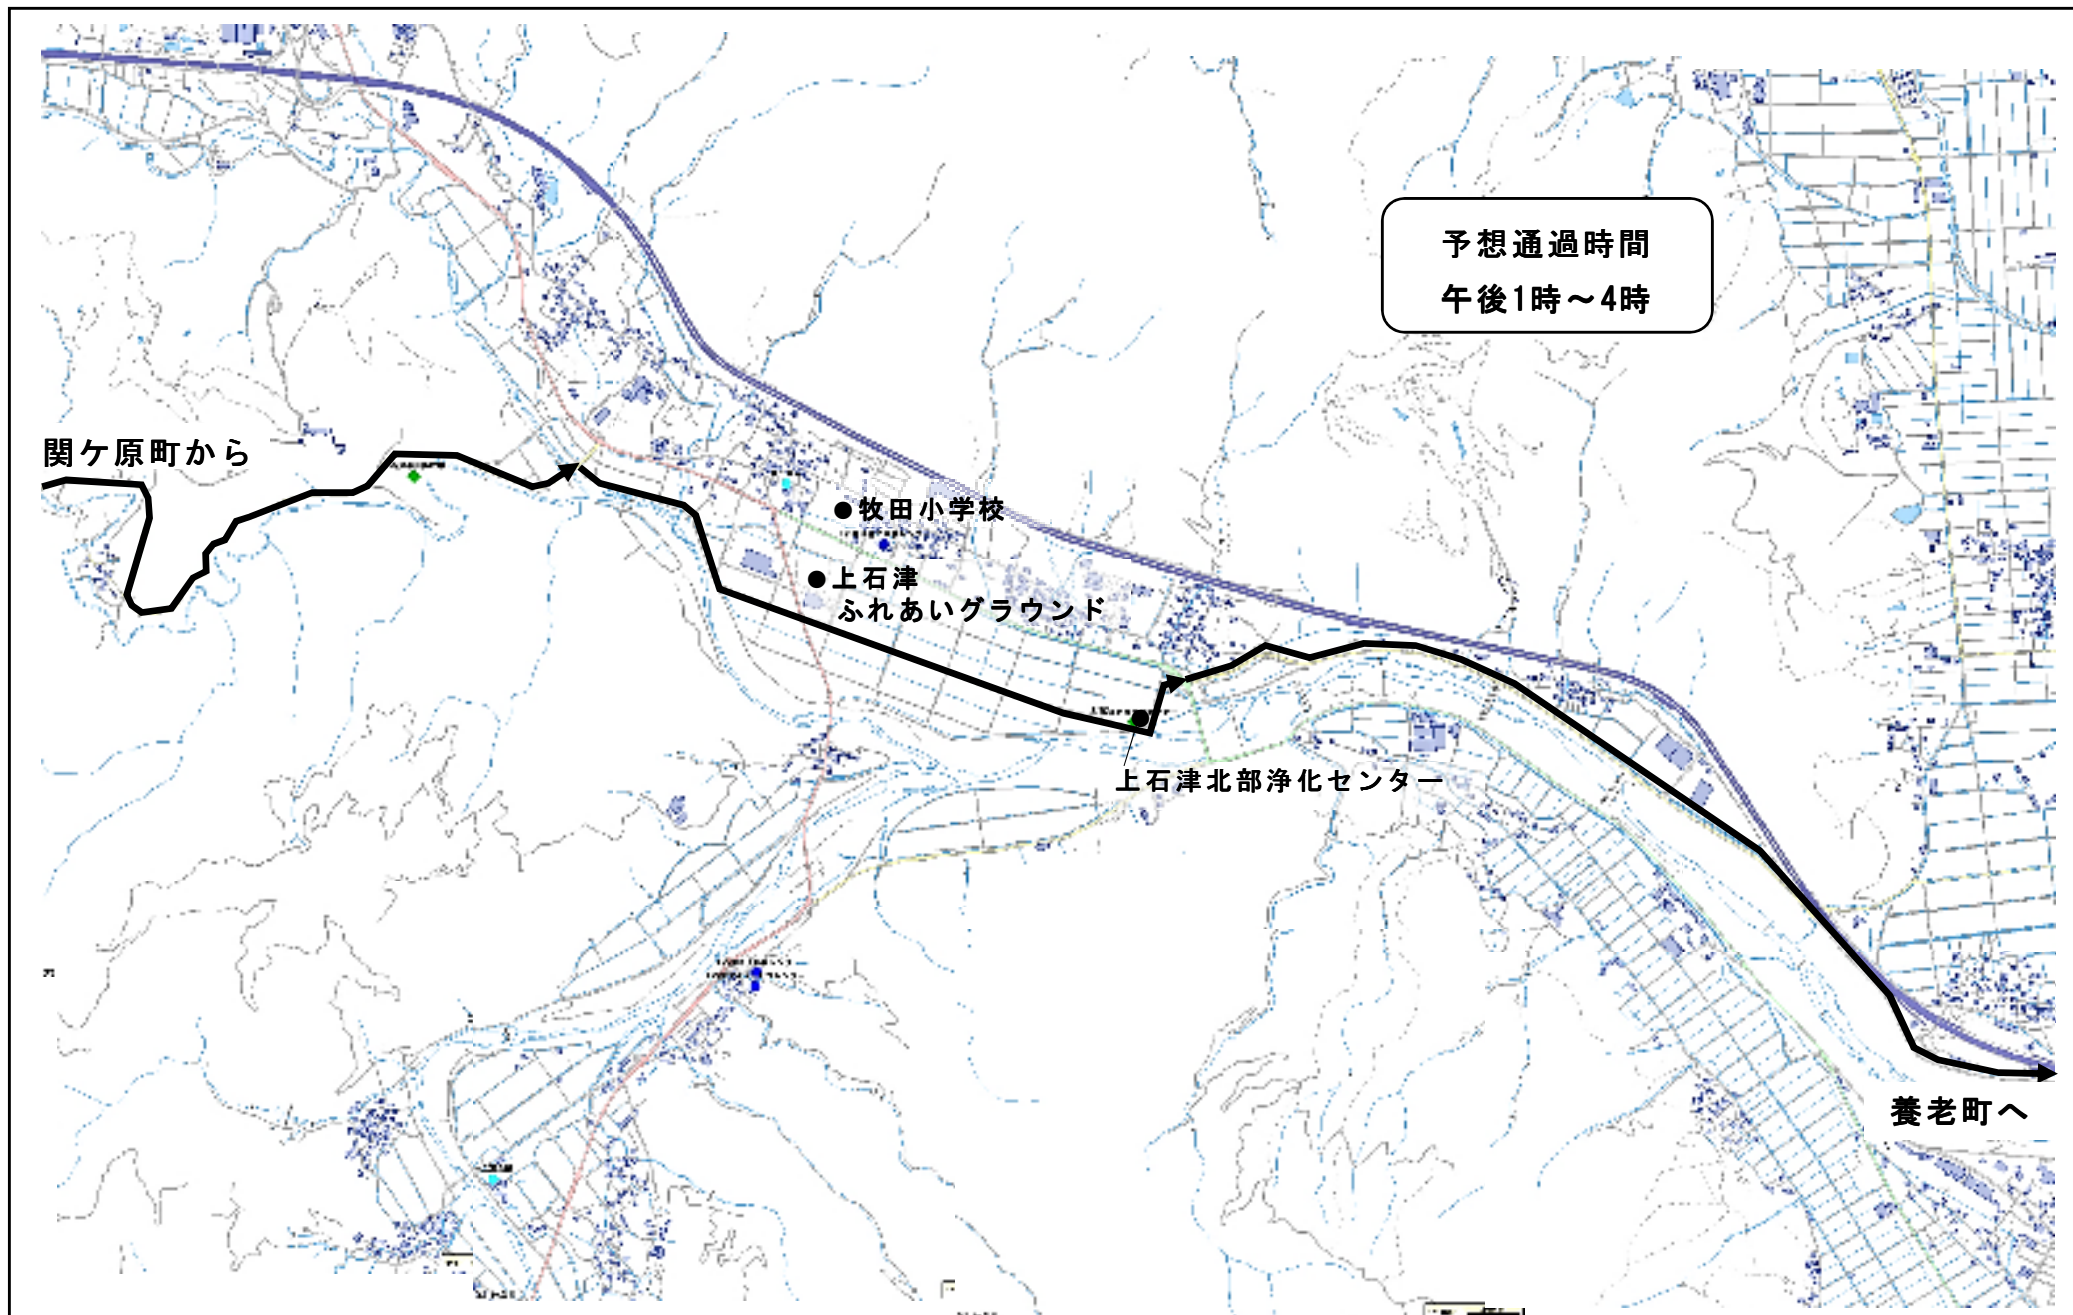 予想通過時間
午後1時～4時
関ケ原町から
●牧田小学校
●上石津
ふれあいグラウンド
上石津北部浄化センター
養老町へ